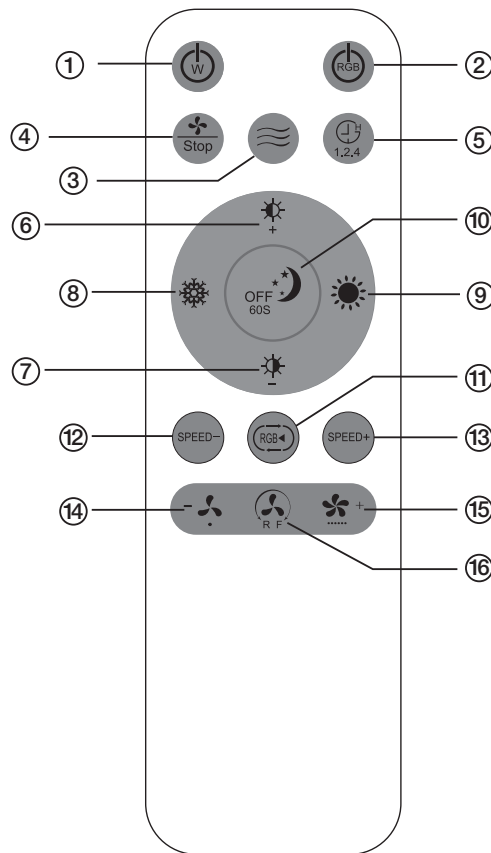 ① W RGB ②
④ Stop ③ H 1.2.4 ⑤
⑥ + ⑩
⑧ OFF 60S ⑨
⑦ − ⑪
⑫ SPEED− RGB SPEED+ ⑬
⑭ − R F + ⑮
⑯